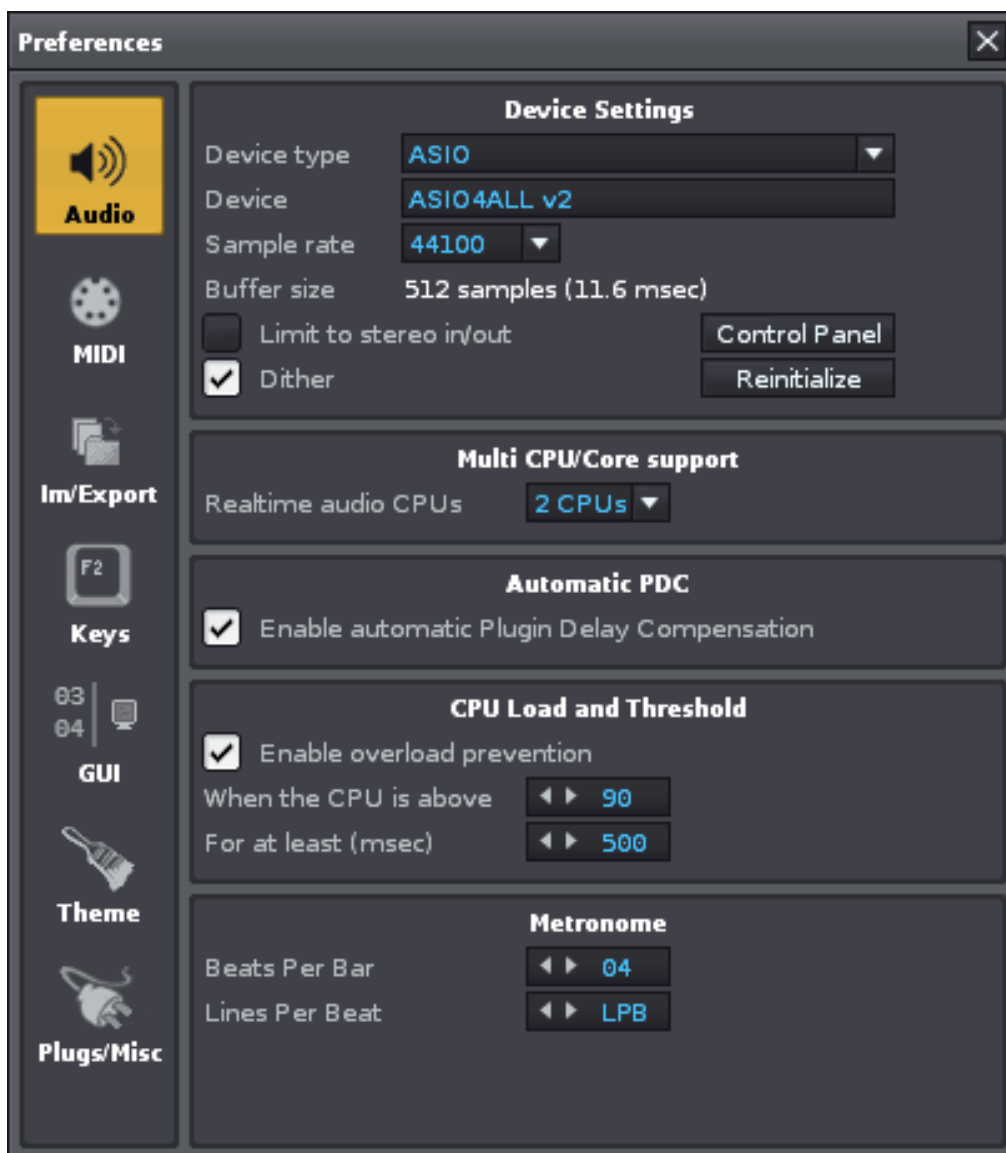 Preferences
Audio
MIDI
Im/Export
F2
Keys
03
04
GUI
Theme
Plugs/Misc
Device Settings
Device type ASIO
Device ASIO4ALL v2
Sample rate 44100
Buffer size 512 samples (11.6 msec)
Limit to stereo in/out Control Panel
Dither Reinitialize
Multi CPU/Core support
Realtime audio CPUs 2 CPUs
Automatic PDC
Enable automatic Plugin Delay Compensation
CPU Load and Threshold
Enable overload prevention
When the CPU is above 90
For at least (msec) 500
Metronome
Beats Per Bar 04
Lines Per Beat LPB